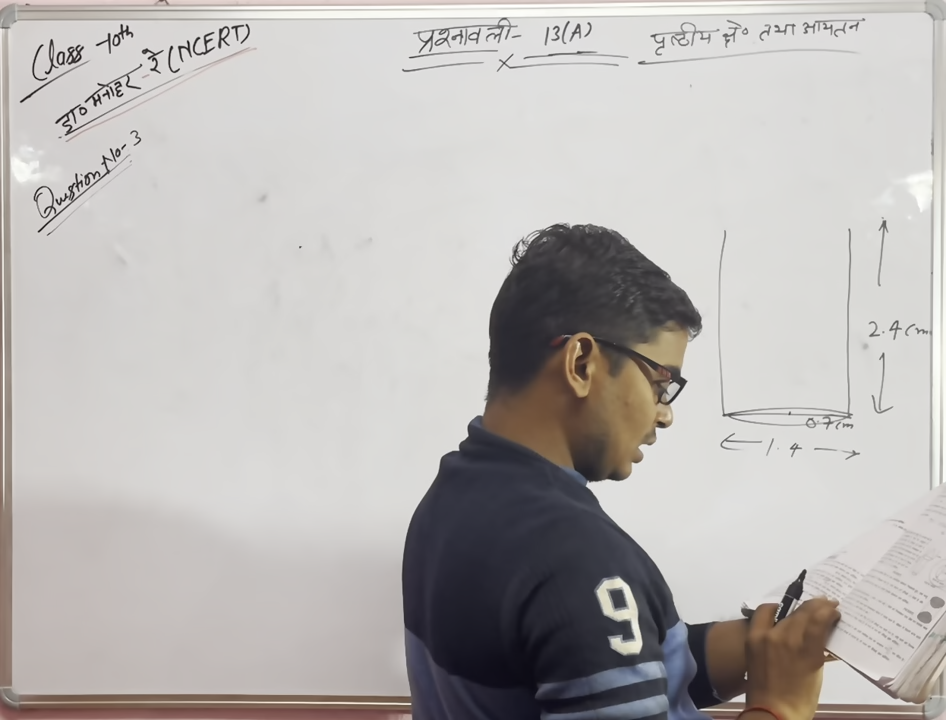 Class 10th
डा० मनोहर रे (NCERT)
Question No- 3
प्रश्नावली- 13(A)
पृष्ठीय क्षे० तथा आयतन
2.4 cm
0.7 cm
1.4
9